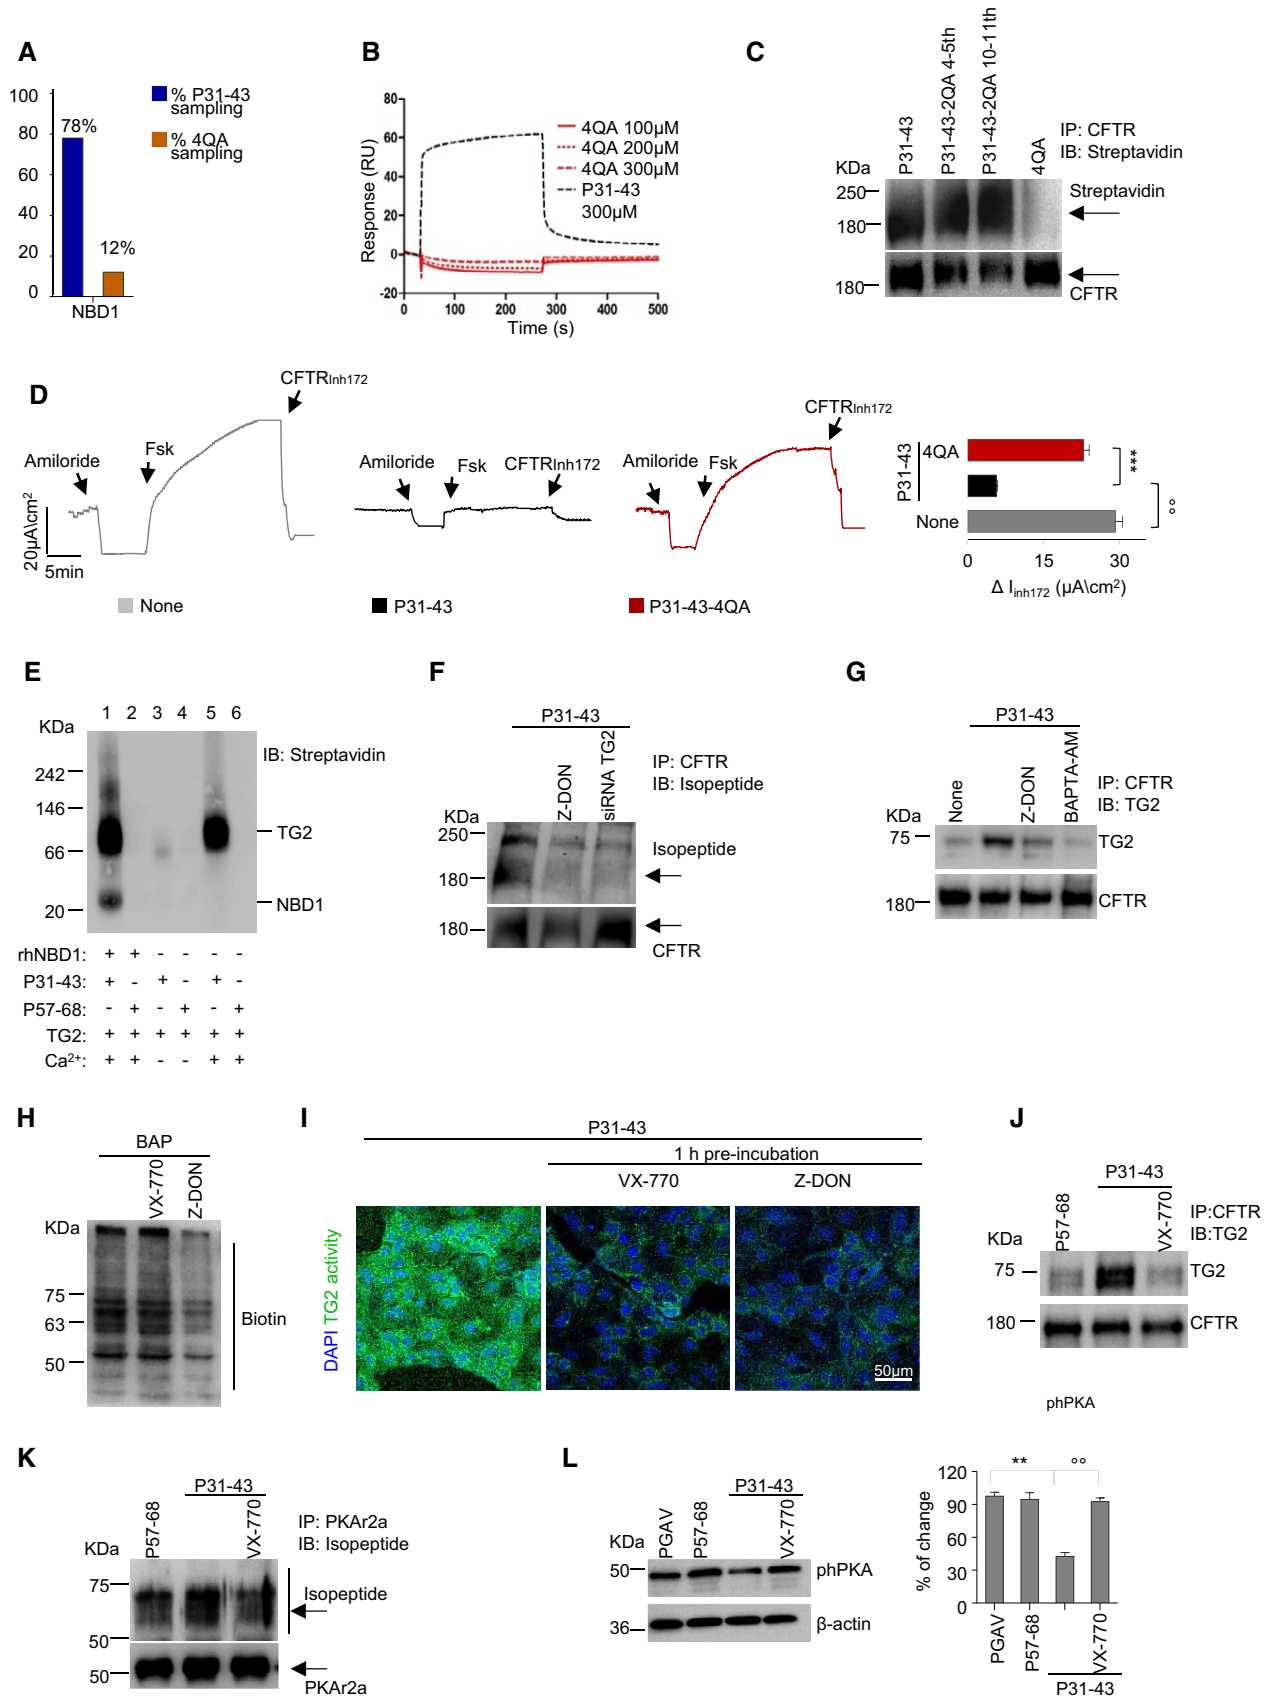 A
100
80
60
40
20
0
78%
12%
NBD1
% P31-43
sampling
% 4QA
sampling
B
Response (RU)
80
60
40
20
0
-20
0 100 200 300 400 500
Time (s)
4QA 100µM
4QA 200µM
4QA 300µM
P31-43
300µM
C
P31-43
P31-43-2QA 4-5th
P31-43-2QA 10-11th
4QA
IP: CFTR
IB: Streptavidin
KDa
250
180
180
Streptavidin
CFTR
D
Amiloride
Fsk
CFTRInh172
20µA\cm2
5min
Amiloride
Fsk
CFTRInh172
Amiloride
Fsk
CFTRInh172
None
P31-43
P31-43-4QA
P31-43
4QA
None
***
°°
0 15 30
Δ Iinh172 (µA\cm2)
E
1 2 3 4 5 6
KDa
242
146
66
20
IB: Streptavidin
TG2
NBD1
rhNBD1: + + - - - -
P31-43: + - + - + -
P57-68: - + - + - +
TG2: + + + + + +
Ca2+: + + - - + +
F
P31-43
Z-DON
siRNA TG2
IP: CFTR
IB: Isopeptide
KDa
250
180
180
Isopeptide
CFTR
G
P31-43
None
Z-DON
BAPTA-AM
IP: CFTR
IB: TG2
KDa
75
180
TG2
CFTR
H
BAP
VX-770
Z-DON
KDa
75
63
50
Biotin
I
P31-43
1 h pre-incubation
VX-770
Z-DON
DAPI TG2 activity
50µm
J
P31-43
P57-68
VX-770
IP:CFTR
IB:TG2
KDa
75
180
TG2
CFTR
phPKA
K
P31-43
P57-68
VX-770
IP: PKAr2a
IB: Isopeptide
KDa
75
50
50
Isopeptide
PKAr2a
L
P31-43
PGAV
P57-68
VX-770
KDa
50
36
phPKA
β-actin
% of change
120
90
60
30
0
**
°°
PGAV
P57-68
VX-770
P31-43